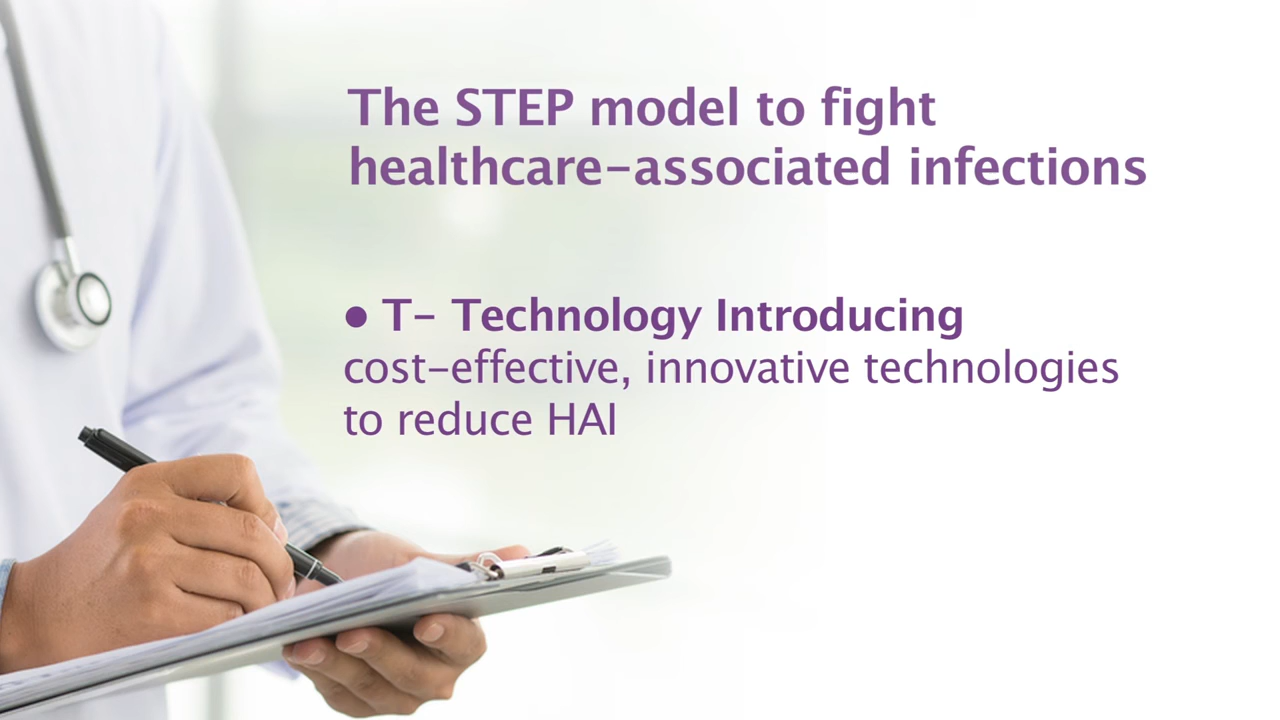 The STEP model to fight
healthcare-associated infections
● T- Technology Introducing
cost-effective, innovative technologies
to reduce HAI